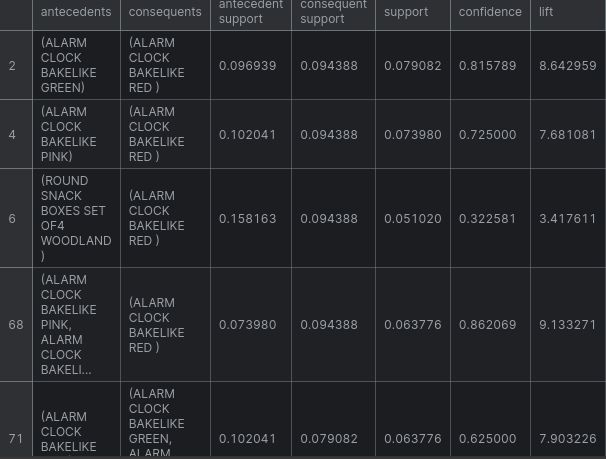 antecedents consequents antecedent support consequent support support confidence lift
2 (ALARM CLOCK BAKELIKE GREEN) (ALARM CLOCK BAKELIKE RED ) 0.096939 0.094388 0.079082 0.815789 8.642959
4 (ALARM CLOCK BAKELIKE PINK) (ALARM CLOCK BAKELIKE RED ) 0.102041 0.094388 0.073980 0.725000 7.681081
6 (ROUND SNACK BOXES SET OF4 WOODLAND ) (ALARM CLOCK BAKELIKE RED ) 0.158163 0.094388 0.051020 0.322581 3.417611
68 (ALARM CLOCK BAKELIKE PINK, ALARM CLOCK BAKELI... (ALARM CLOCK BAKELIKE RED ) 0.073980 0.094388 0.063776 0.862069 9.133271
71 (ALARM CLOCK BAKELIKE (ALARM CLOCK BAKELIKE GREEN, ALARM 0.102041 0.079082 0.063776 0.625000 7.903226